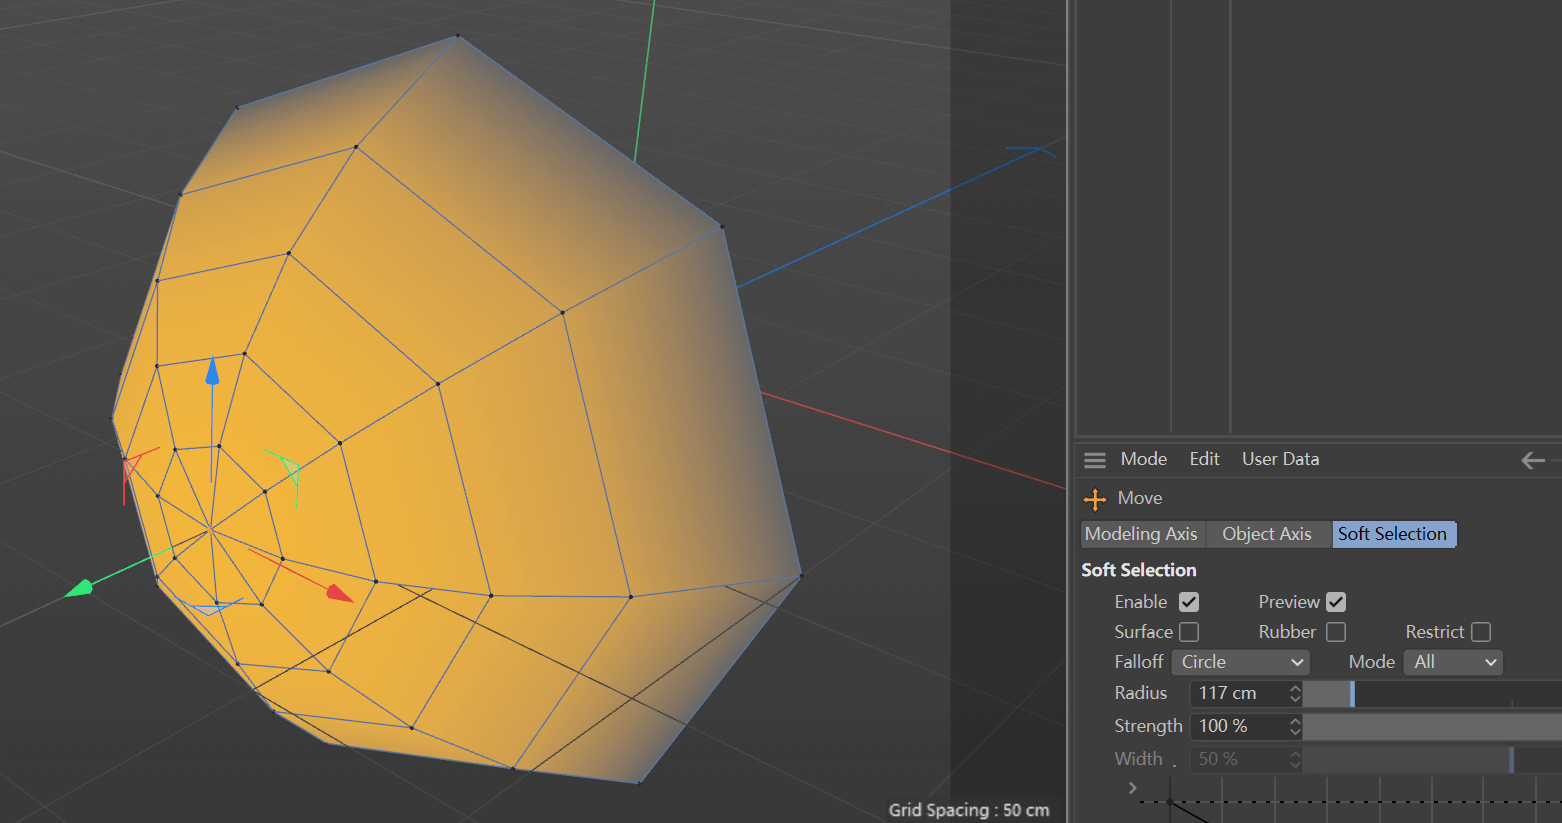 Mode Edit User Data
Move
Modeling Axis Object Axis Soft Selection
Soft Selection
Enable Preview
Surface Rubber Restrict
Falloff Circle Mode All
Radius 117 cm
Strength 100 %
Width . 50 %
Grid Spacing : 50 cm